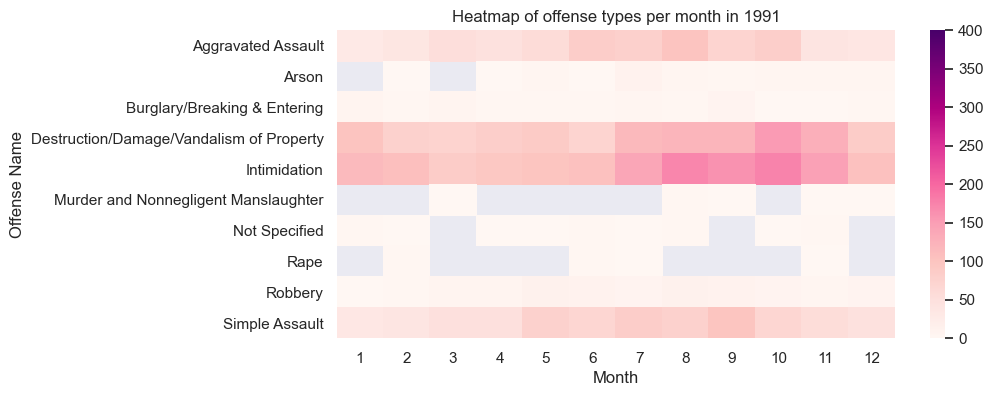 Heatmap of offense types per month in 1991
Offense Name
Aggravated Assault
Arson
Burglary/Breaking & Entering
Destruction/Damage/Vandalism of Property
Intimidation
Murder and Nonnegligent Manslaughter
Not Specified
Rape
Robbery
Simple Assault
1 2 3 4 5 6 7 8 9 10 11 12
Month
400
350
300
250
200
150
100
50
0